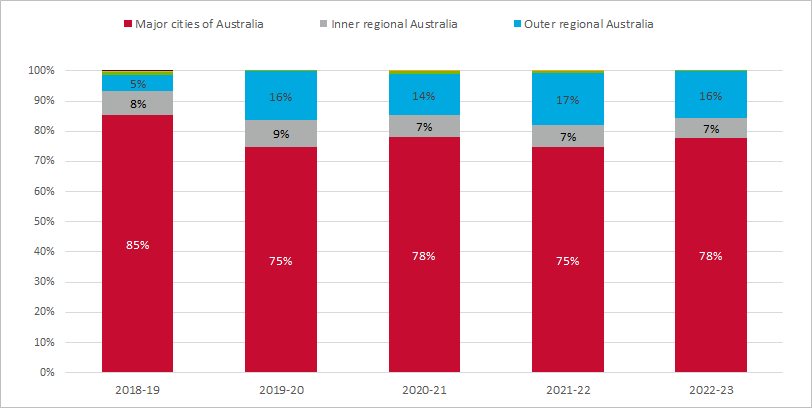 Major cities of Australia Inner regional Australia Outer regional Australia
100%
90%
80%
70%
60%
50%
40%
30%
20%
10%
0%
5% 16% 14% 17% 16%
8% 9% 7% 7% 7%
85% 75% 78% 75% 78%
2018-19 2019-20 2020-21 2021-22 2022-23